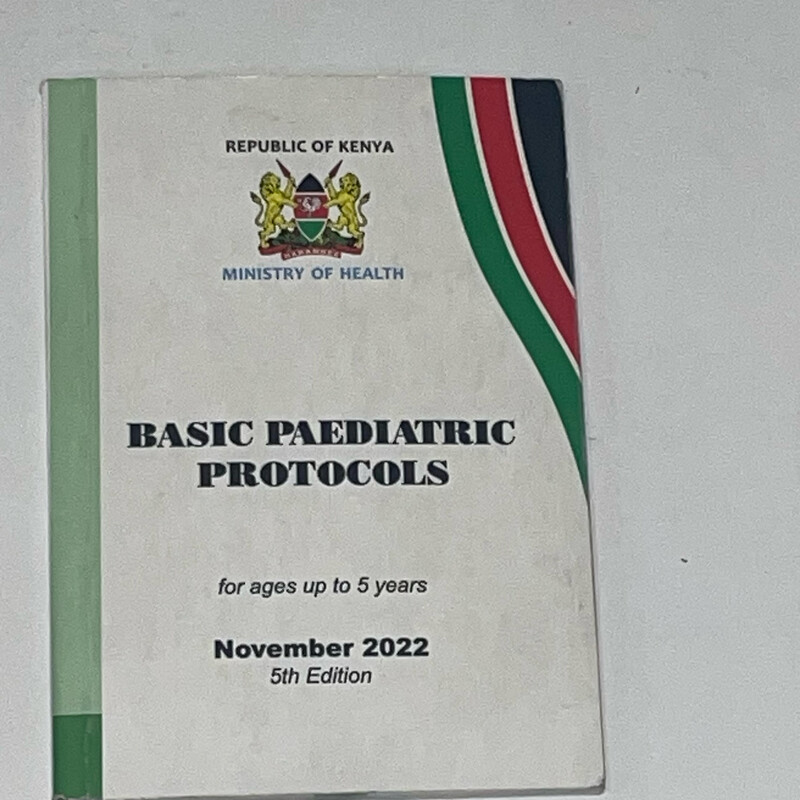 REPUBLIC OF KENYA
HARAMBEE
MINISTRY OF HEALTH
BASIC PAEDIATRIC
PROTOCOLS
for ages up to 5 years
November 2022
5th Edition